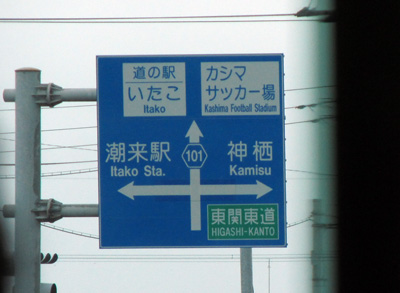 道の駅
いたこ
Itako
カシマ
サッカー場
Kashima Football Stadium
潮来駅
Itako Sta.
101
神栖
Kamisu
東関東道
HIGASHI-KANTO